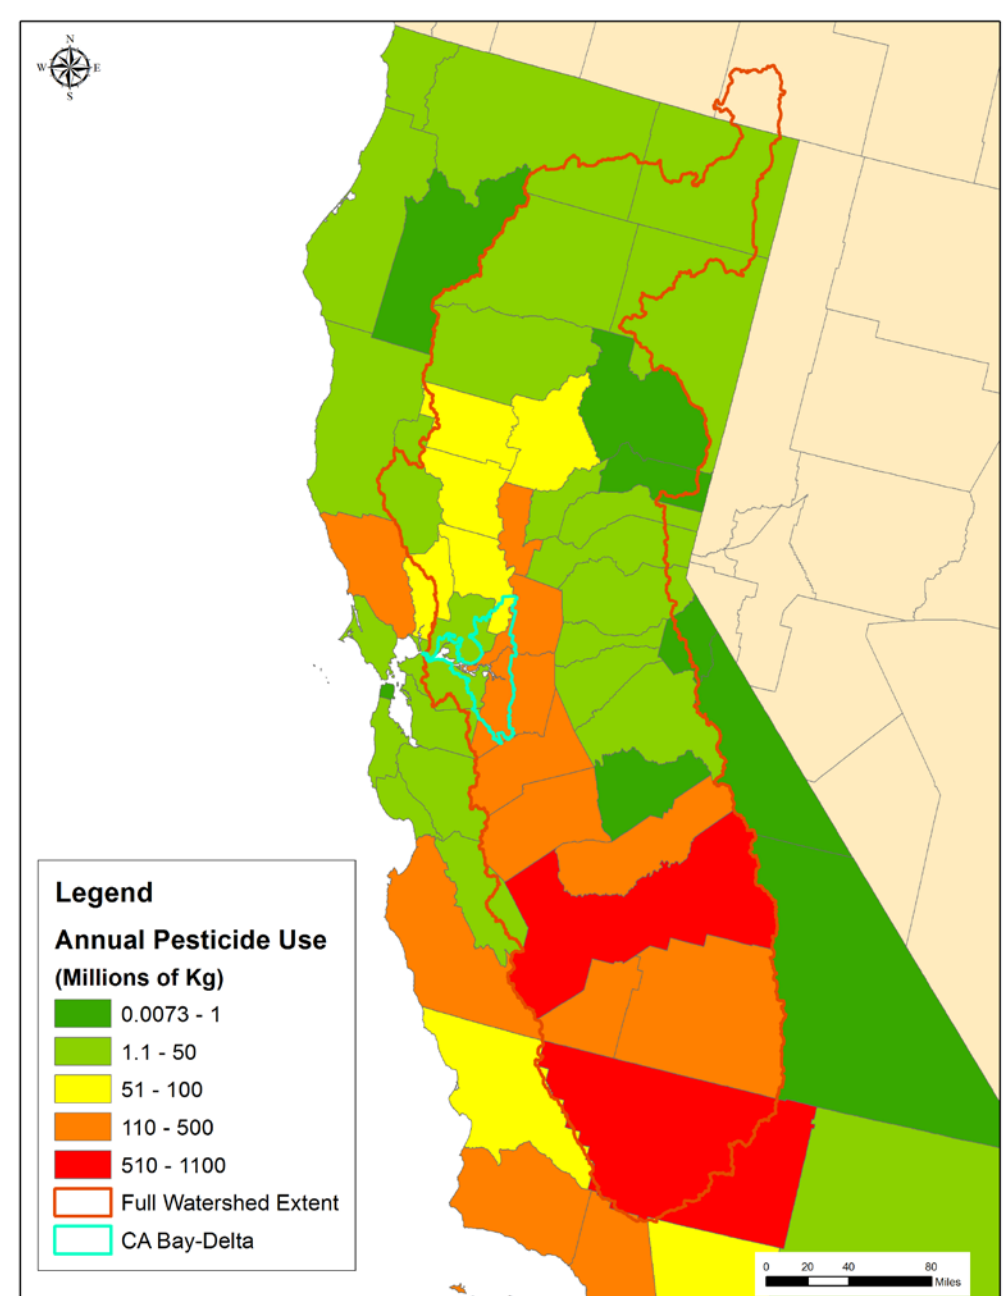 N
W E
S
Legend
Annual Pesticide Use
(Millions of Kg)
0.0073 - 1
1.1 - 50
51 - 100
110 - 500
510 - 1100
Full Watershed Extent
CA Bay-Delta
0 20 40 80
Miles